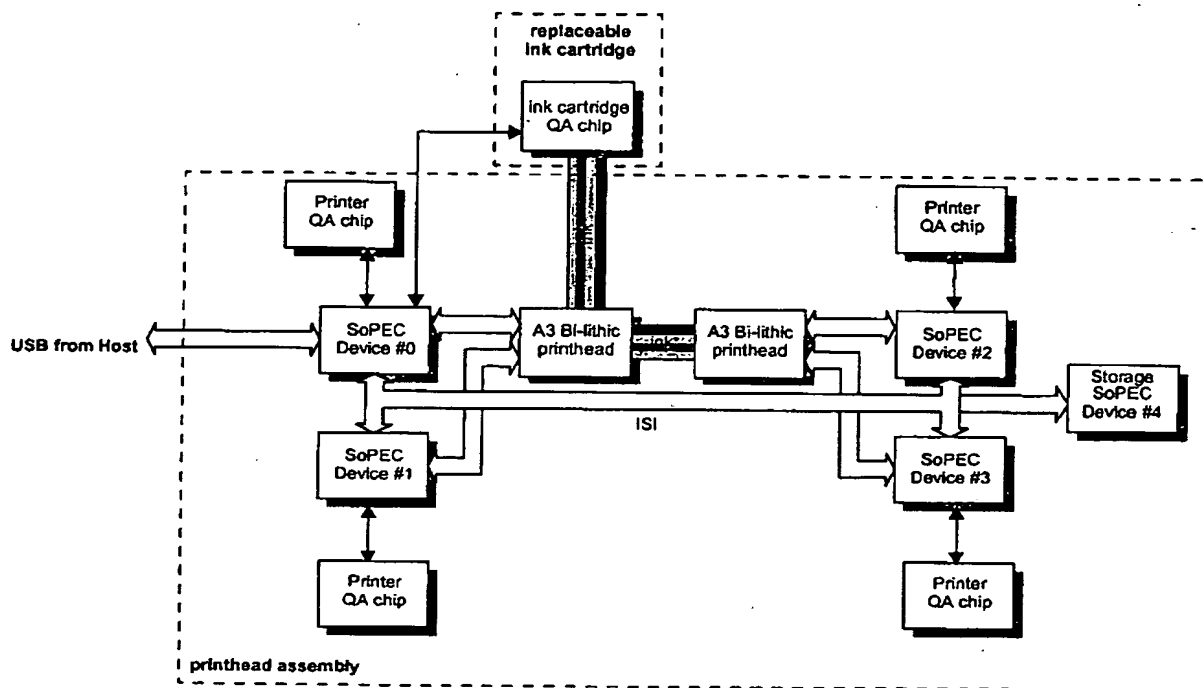 replaceable
ink cartridge
ink cartridge
QA chip
ink
Printer
QA chip
Printer
QA chip
SoPEC
Device #0
A3 Bi-lithic
printhead
ink
A3 Bi-lithic
printhead
SoPEC
Device #2
USB from Host
Storage
SoPEC
Device #4
ISI
SoPEC
Device #1
SoPEC
Device #3
Printer
QA chip
Printer
QA chip
printhead assembly